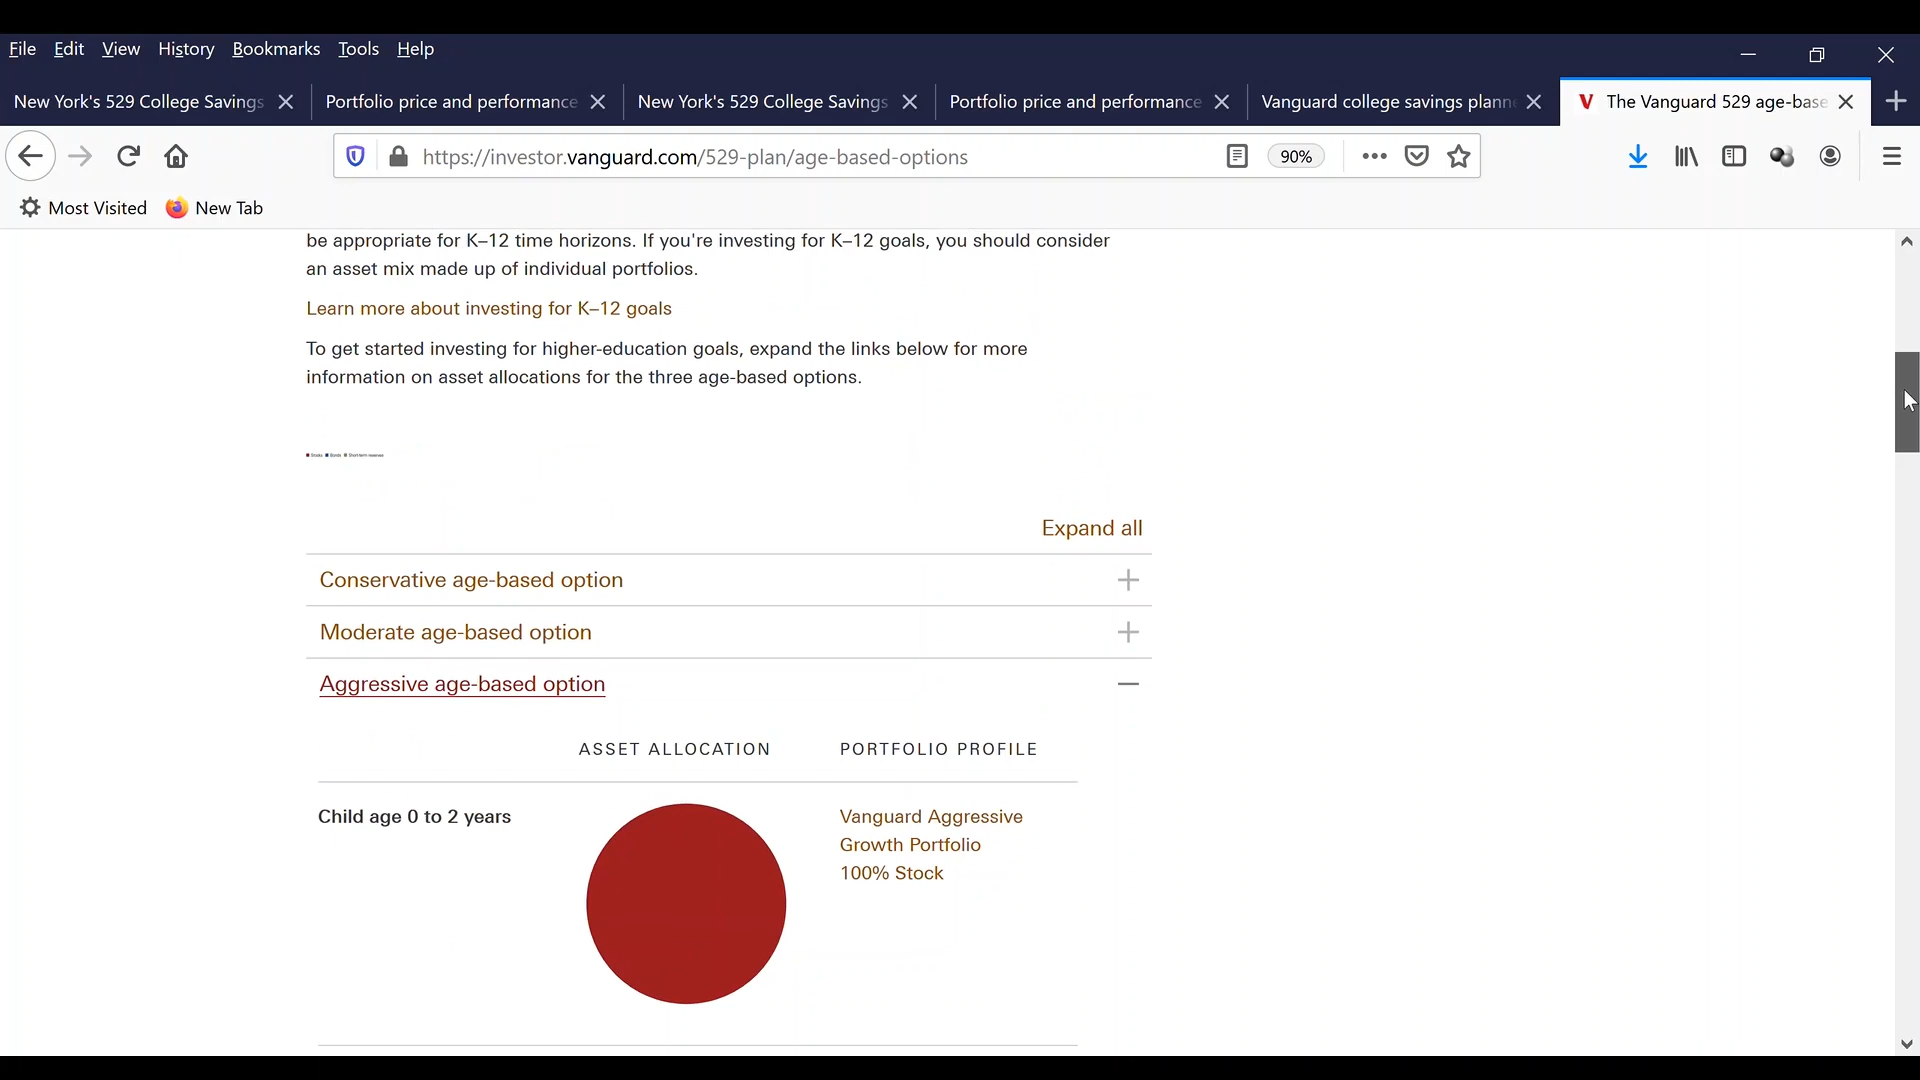 File Edit View History Bookmarks Tools Help
New York's 529 College Savings
Portfolio price and performance
New York's 529 College Savings
Portfolio price and performance
Vanguard college savings plann
The Vanguard 529 age-base
https://investor.vanguard.com/529-plan/age-based-options
90%
Most Visited
New Tab
be appropriate for K–12 time horizons. If you're investing for K–12 goals, you should consider
an asset mix made up of individual portfolios.
Learn more about investing for K–12 goals
To get started investing for higher-education goals, expand the links below for more
information on asset allocations for the three age-based options.
Stocks Bonds Short-term reserves
Expand all
Conservative age-based option
Moderate age-based option
Aggressive age-based option
ASSET ALLOCATION PORTFOLIO PROFILE
Child age 0 to 2 years
Vanguard Aggressive
Growth Portfolio
100% Stock